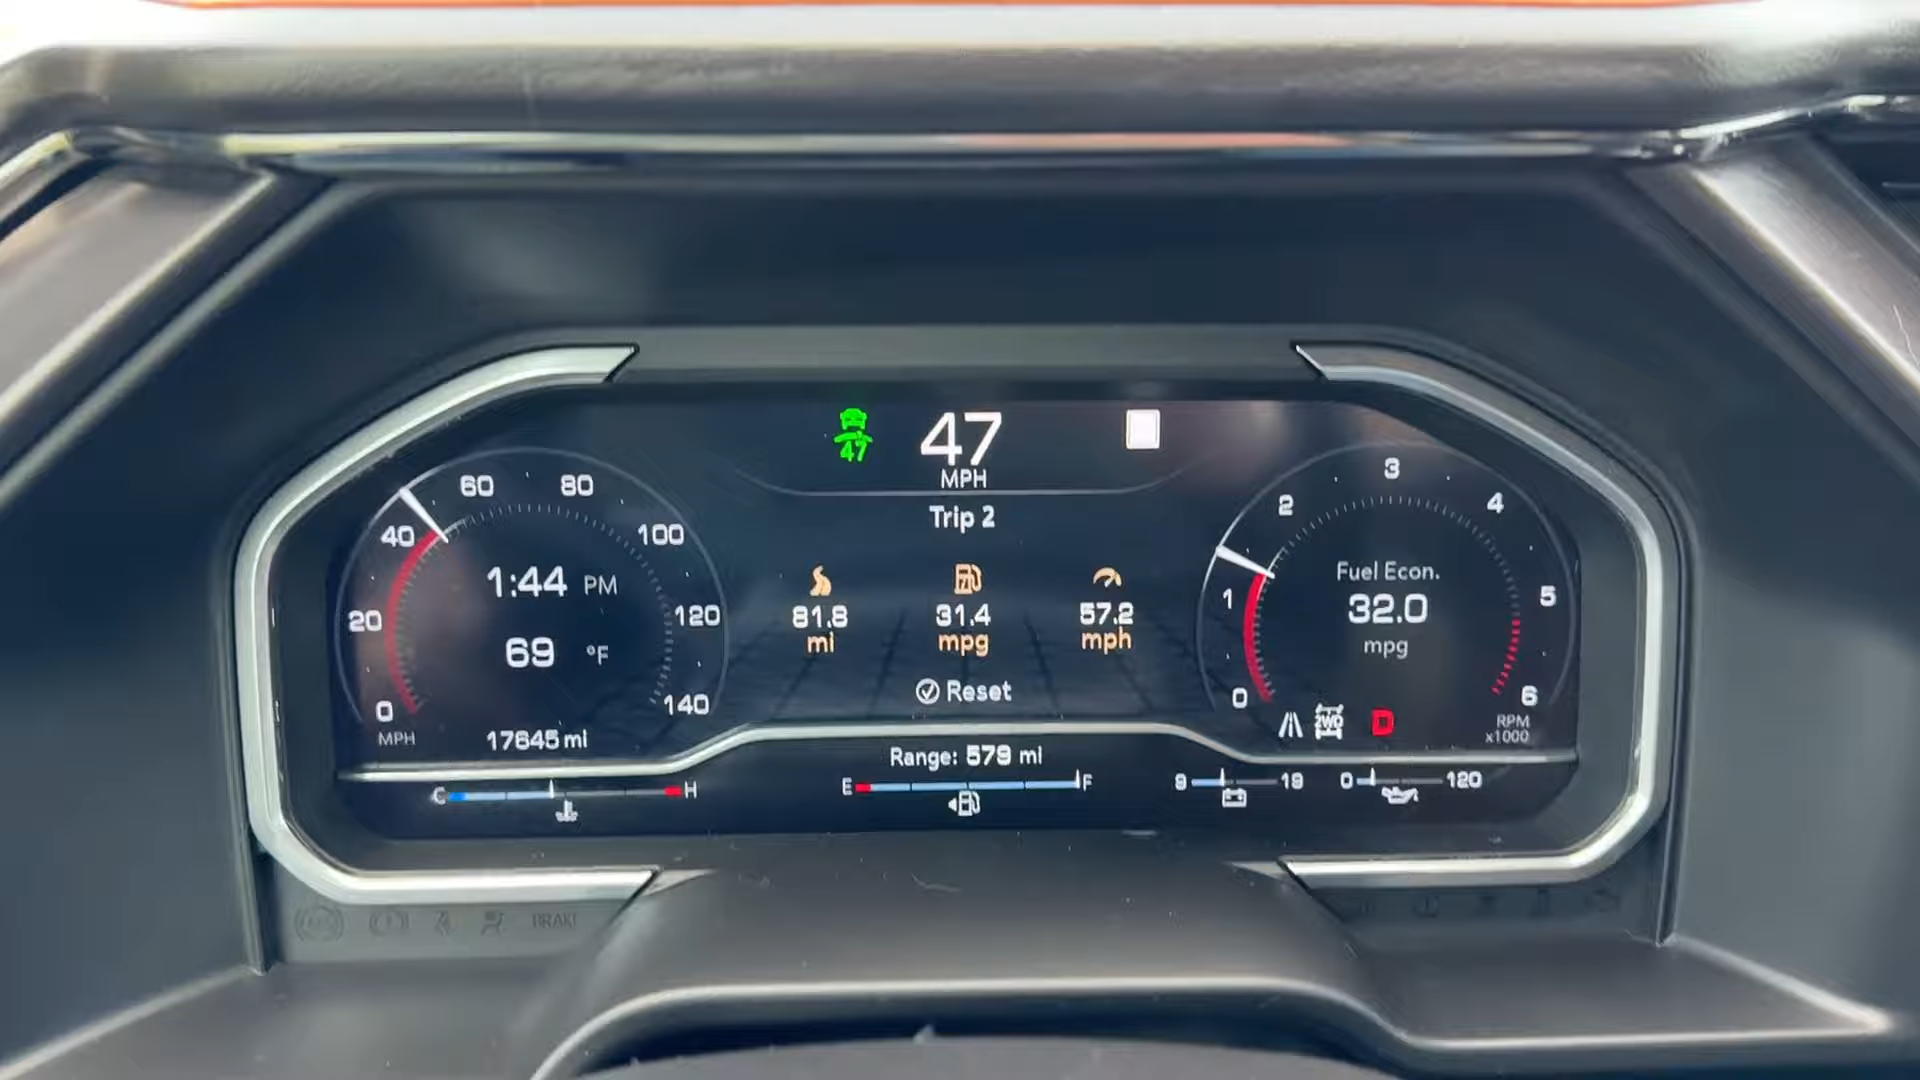 47
47
MPH
Trip 2
81.8 mi
31.4 mpg
57.2 mph
Reset
0
20
40
60
80
100
120
140
MPH
1:44 PM
69 °F
17645 mi
0
1
2
3
4
5
6
RPM
x1000
Fuel Econ.
32.0
mpg
2WD
D
Range: 579 mi
C H
E F
9 19
0 120
BRAKE